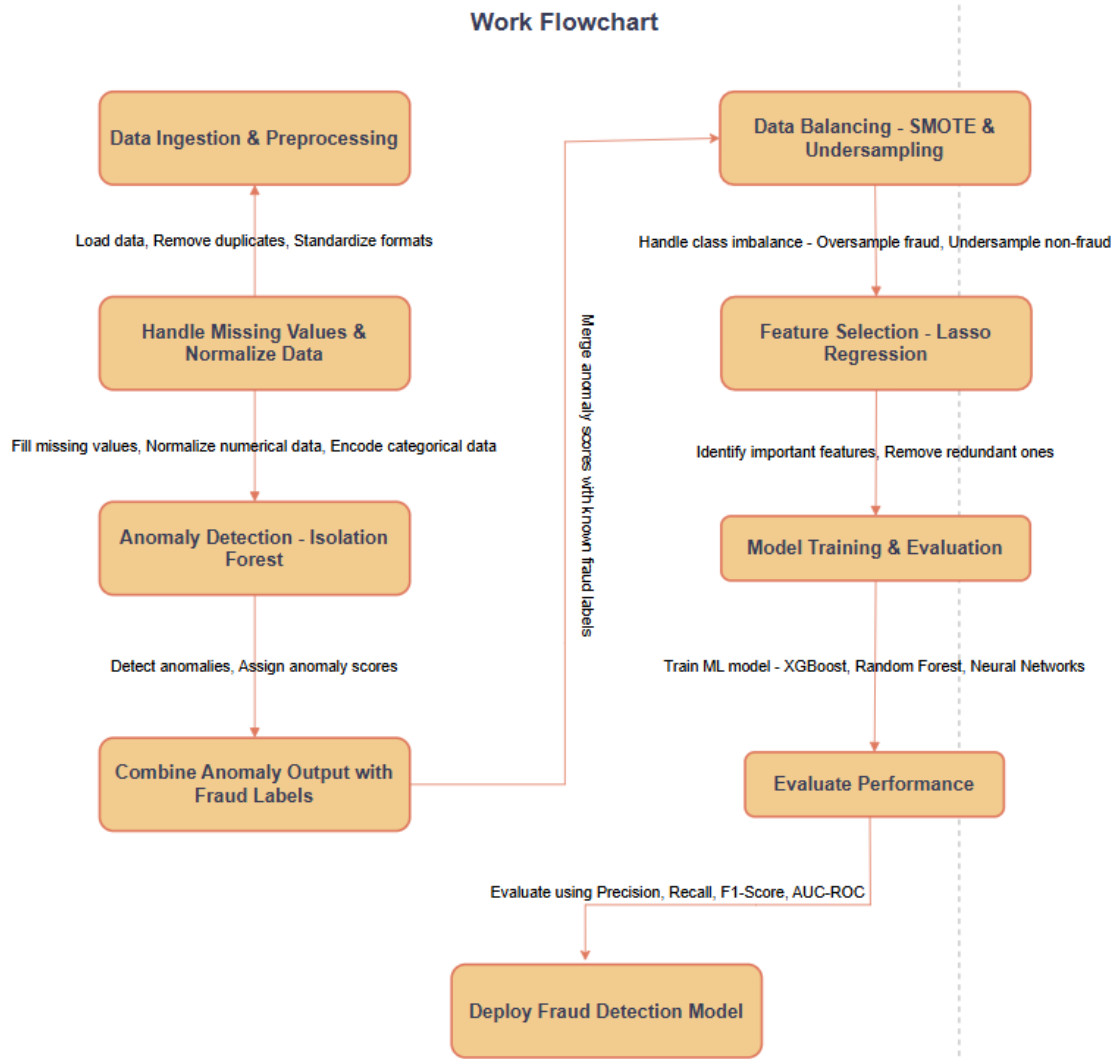 Work Flowchart
Data Ingestion & Preprocessing
Load data, Remove duplicates, Standardize formats
Handle Missing Values &
Normalize Data
Fill missing values, Normalize numerical data, Encode categorical data
Anomaly Detection - Isolation
Forest
Detect anomalies, Assign anomaly scores
Combine Anomaly Output with
Fraud Labels
Merge anomaly scores with known fraud labels
Data Balancing - SMOTE &
Undersampling
Handle class imbalance - Oversample fraud, Undersample non-fraud
Feature Selection - Lasso
Regression
Identify important features, Remove redundant ones
Model Training & Evaluation
Train ML model - XGBoost, Random Forest, Neural Networks
Evaluate Performance
Evaluate using Precision, Recall, F1-Score, AUC-ROC
Deploy Fraud Detection Model